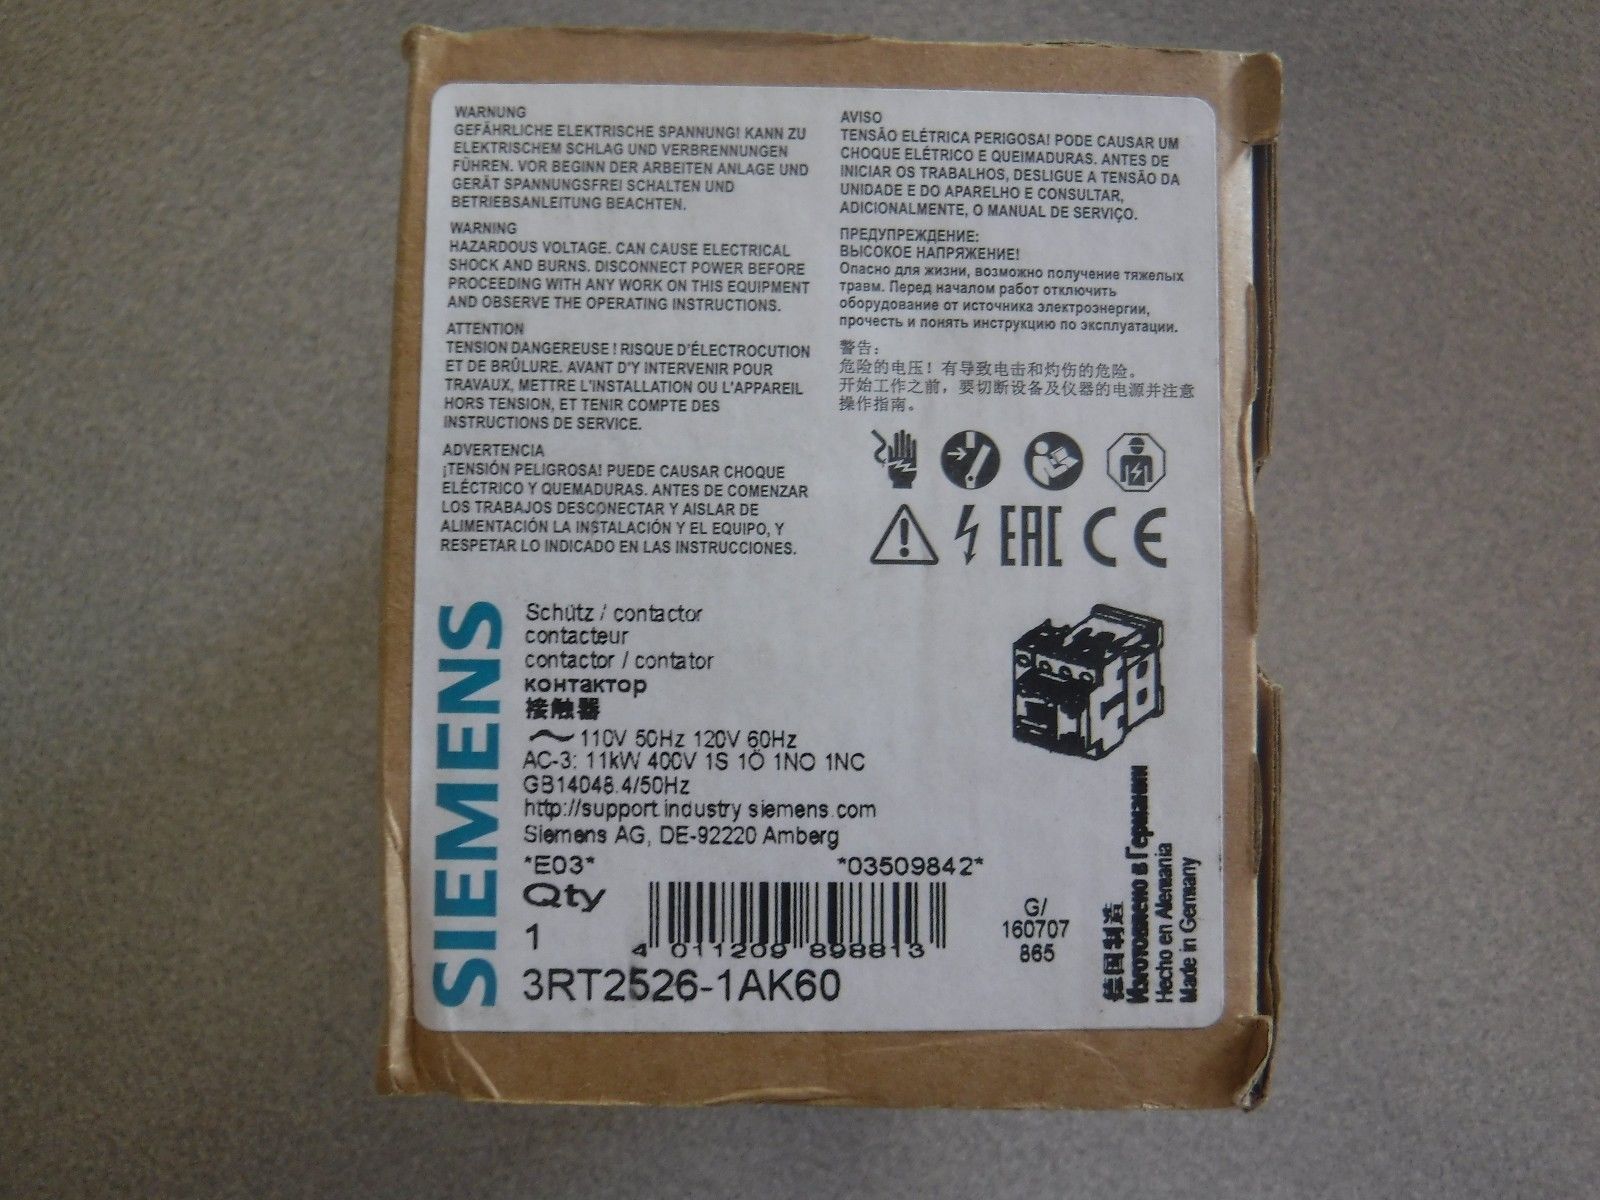 WARNUNG
GEFÄHRLICHE ELEKTRISCHE SPANNUNG! KANN ZU
ELEKTRISCHEM SCHLAG UND VERBRENNUNGEN
FÜHREN. VOR BEGINN DER ARBEITEN ANLAGE UND
GERÄT SPANNUNGSFREI SCHALTEN UND
BETRIEBSANLEITUNG BEACHTEN.
WARNING
HAZARDOUS VOLTAGE. CAN CAUSE ELECTRICAL
SHOCK AND BURNS. DISCONNECT POWER BEFORE
PROCEEDING WITH ANY WORK ON THIS EQUIPMENT
AND OBSERVE THE OPERATING INSTRUCTIONS.
ATTENTION
TENSION DANGEREUSE ! RISQUE D'ÉLECTROCUTION
ET DE BRÛLURE. AVANT D'Y INTERVENIR POUR
TRAVAUX, METTRE L'INSTALLATION OU L'APPAREIL
HORS TENSION, ET TENIR COMPTE DES
INSTRUCTIONS DE SERVICE.
ADVERTENCIA
¡TENSIÓN PELIGROSA! PUEDE CAUSAR CHOQUE
ELÉCTRICO Y QUEMADURAS. ANTES DE COMENZAR
LOS TRABAJOS DESCONECTAR Y AISLAR DE
ALIMENTACIÓN LA INSTALACIÓN Y EL EQUIPO, Y
RESPETAR LO INDICADO EN LAS INSTRUCCIONES.
AVISO
TENSÃO ELÉTRICA PERIGOSA! PODE CAUSAR UM
CHOQUE ELÉTRICO E QUEIMADURAS. ANTES DE
INICIAR OS TRABALHOS, DESLIGUE A TENSÃO DA
UNIDADE E DO APARELHO E CONSULTAR,
ADICIONALMENTE, O MANUAL DE SERVIÇO.
ПРЕДУПРЕЖДЕНИЕ:
ВЫСОКОЕ НАПРЯЖЕНИЕ!
Опасно для жизни, возможно получение тяжелых
травм. Перед началом работ отключить
оборудование от источника электроэнергии,
прочесть и понять инструкцию по эксплуатации.
警告：
危险的电压！有导致电击和灼伤的危险。
开始工作之前，要切断设备及仪器的电源并注意
操作指南。
EAC CE
SIEMENS
Schütz / contactor
contacteur
contactor / contator
контактор
接触器
~110V 50Hz 120V 60Hz
AC-3: 11kW 400V 1S 1Ö 1NO 1NC
GB14048.4/50Hz
http://support.industry.siemens.com
Siemens AG, DE-92220 Amberg
*E03* *03509842*
Qty
1
4 011209 898813
3RT2526-1AK60
G/
160707
865
德国制造
Изготовлено в Германии
Hecho en Alemania
Made in Germany